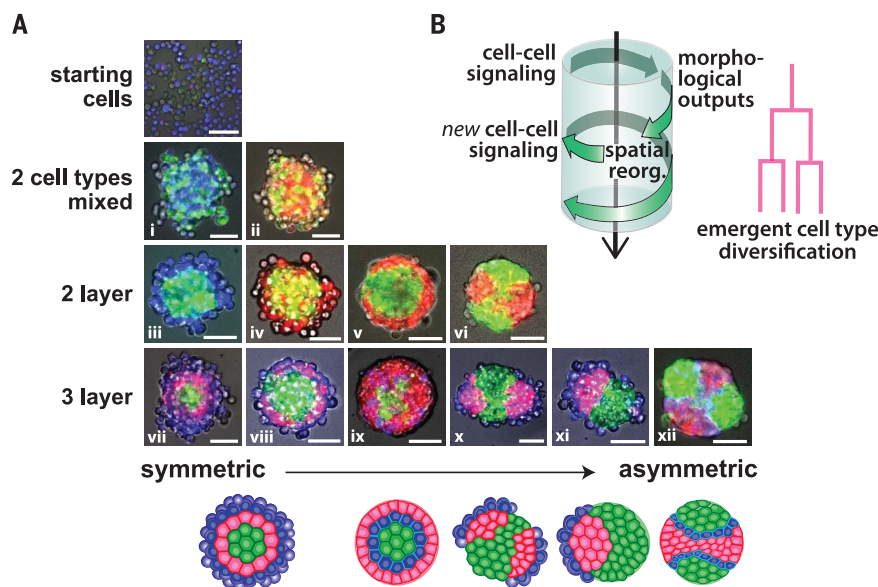 A
starting
cells
2 cell types
mixed
i
ii
2 layer
iii
iv
v
vi
3 layer
vii
viii
ix
x
xi
xii
symmetric
asymmetric
B
cell-cell
signaling
morpho-
logical
outputs
new cell-cell
signaling
spatial
reorg.
emergent cell type
diversification